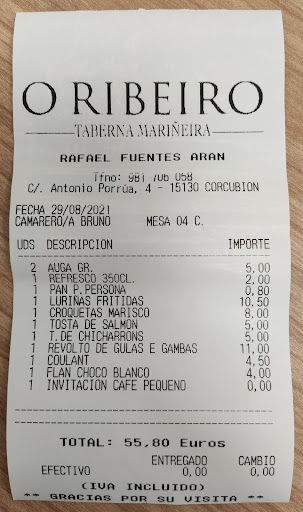 O RIBEIRO
TABERNA MARIÑEIRA
RAFAEL FUENTES ARAN
Tfno: 981 706 058
C/. Antonio Porrúa, 4 - 15130 CORCUBION
FECHA 29/08/2021
CAMARERO/A BRUNO MESA 04 C.
UDS DESCRIPCION IMPORTE
2 AUGA GR. 5,00
1 REFRESCO 350CL. 2,00
1 PAN P.PERSONA 0,80
1 LURIÑAS FRITIDAS 10,50
1 CROQUETAS MARISCO 8,00
1 TOSTA DE SALMON 5,00
1 T.DE CHICHARRONS 5,00
1 REVOLTO DE GULAS E GAMBAS 11,00
1 COULANT 4,50
1 FLAN CHOCO BLANCO 4,00
1 INVITACION CAFE PEQUENO 0,00
TOTAL: 55,80 Euros
ENTREGADO CAMBIO
EFECTIVO 0,00 0,00
(IVA INCLUIDO)
** GRACIAS POR SU VISITA **